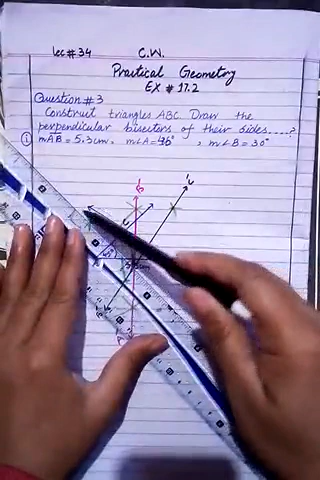 Lec # 34 C.W.
Practical Geometry
EX # 17.2
Question # 3
Construct triangles ABC. Draw the
perpendicular bisectors of their sides....?
① mAB = 5.3cm, m∠A = 45° , m∠B = 30°